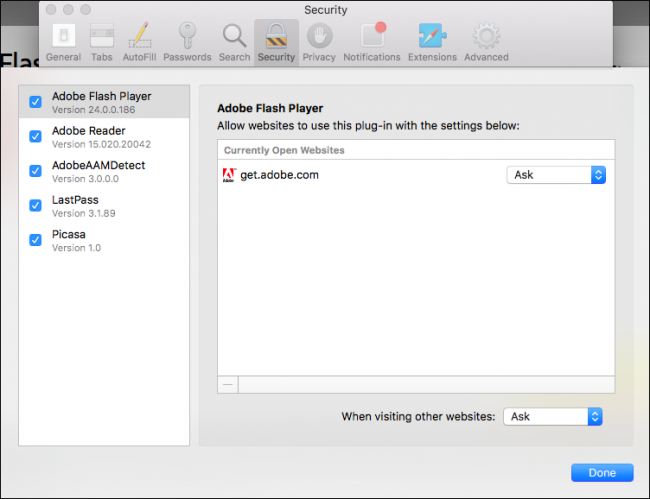 Security
General Tabs AutoFill Passwords Search Security Privacy Notifications Extensions Advanced
Flas
Adobe Flash Player
Version 24.0.0.186
Adobe Reader
Version 15.020.20042
AdobeAAMDetect
Version 3.0.0.0
LastPass
Version 3.1.89
Picasa
Version 1.0
Adobe Flash Player
Allow websites to use this plug-in with the settings below:
Currently Open Websites
Adobe get.adobe.com Ask
When visiting other websites: Ask
Done